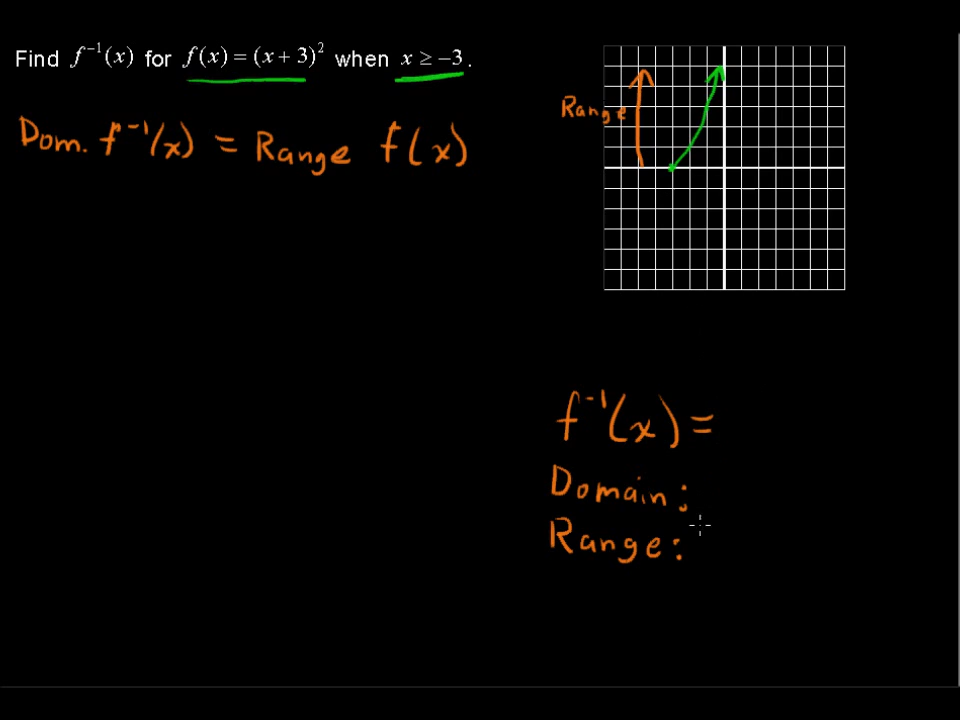 Find f⁻¹(x) for f(x) = (x + 3)² when x ≥ −3.
Dom. f⁻¹(x) = Range f(x)
Range
f⁻¹(x) =
Domain:
Range: